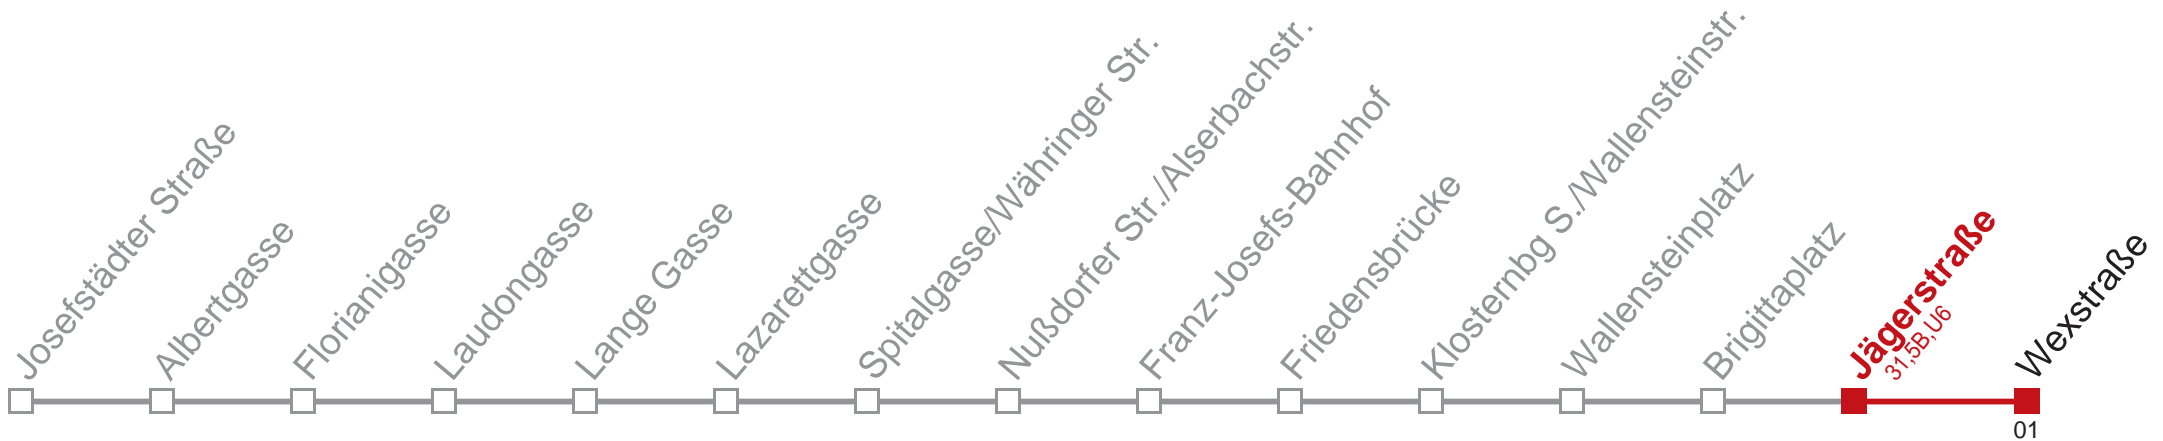 Josefstädter Straße
Albertgasse
Florianigasse
Laudongasse
Lange Gasse
Lazarettgasse
Spitalgasse/Währinger Str.
Nußdorfer Str./Alserbachstr.
Franz-Josefs-Bahnhof
Friedensbrücke
Klosternbg S./Wallensteinstr.
Wallensteinplatz
Brigittaplatz
Jägerstraße
31,5B,U6
Wexstraße
01